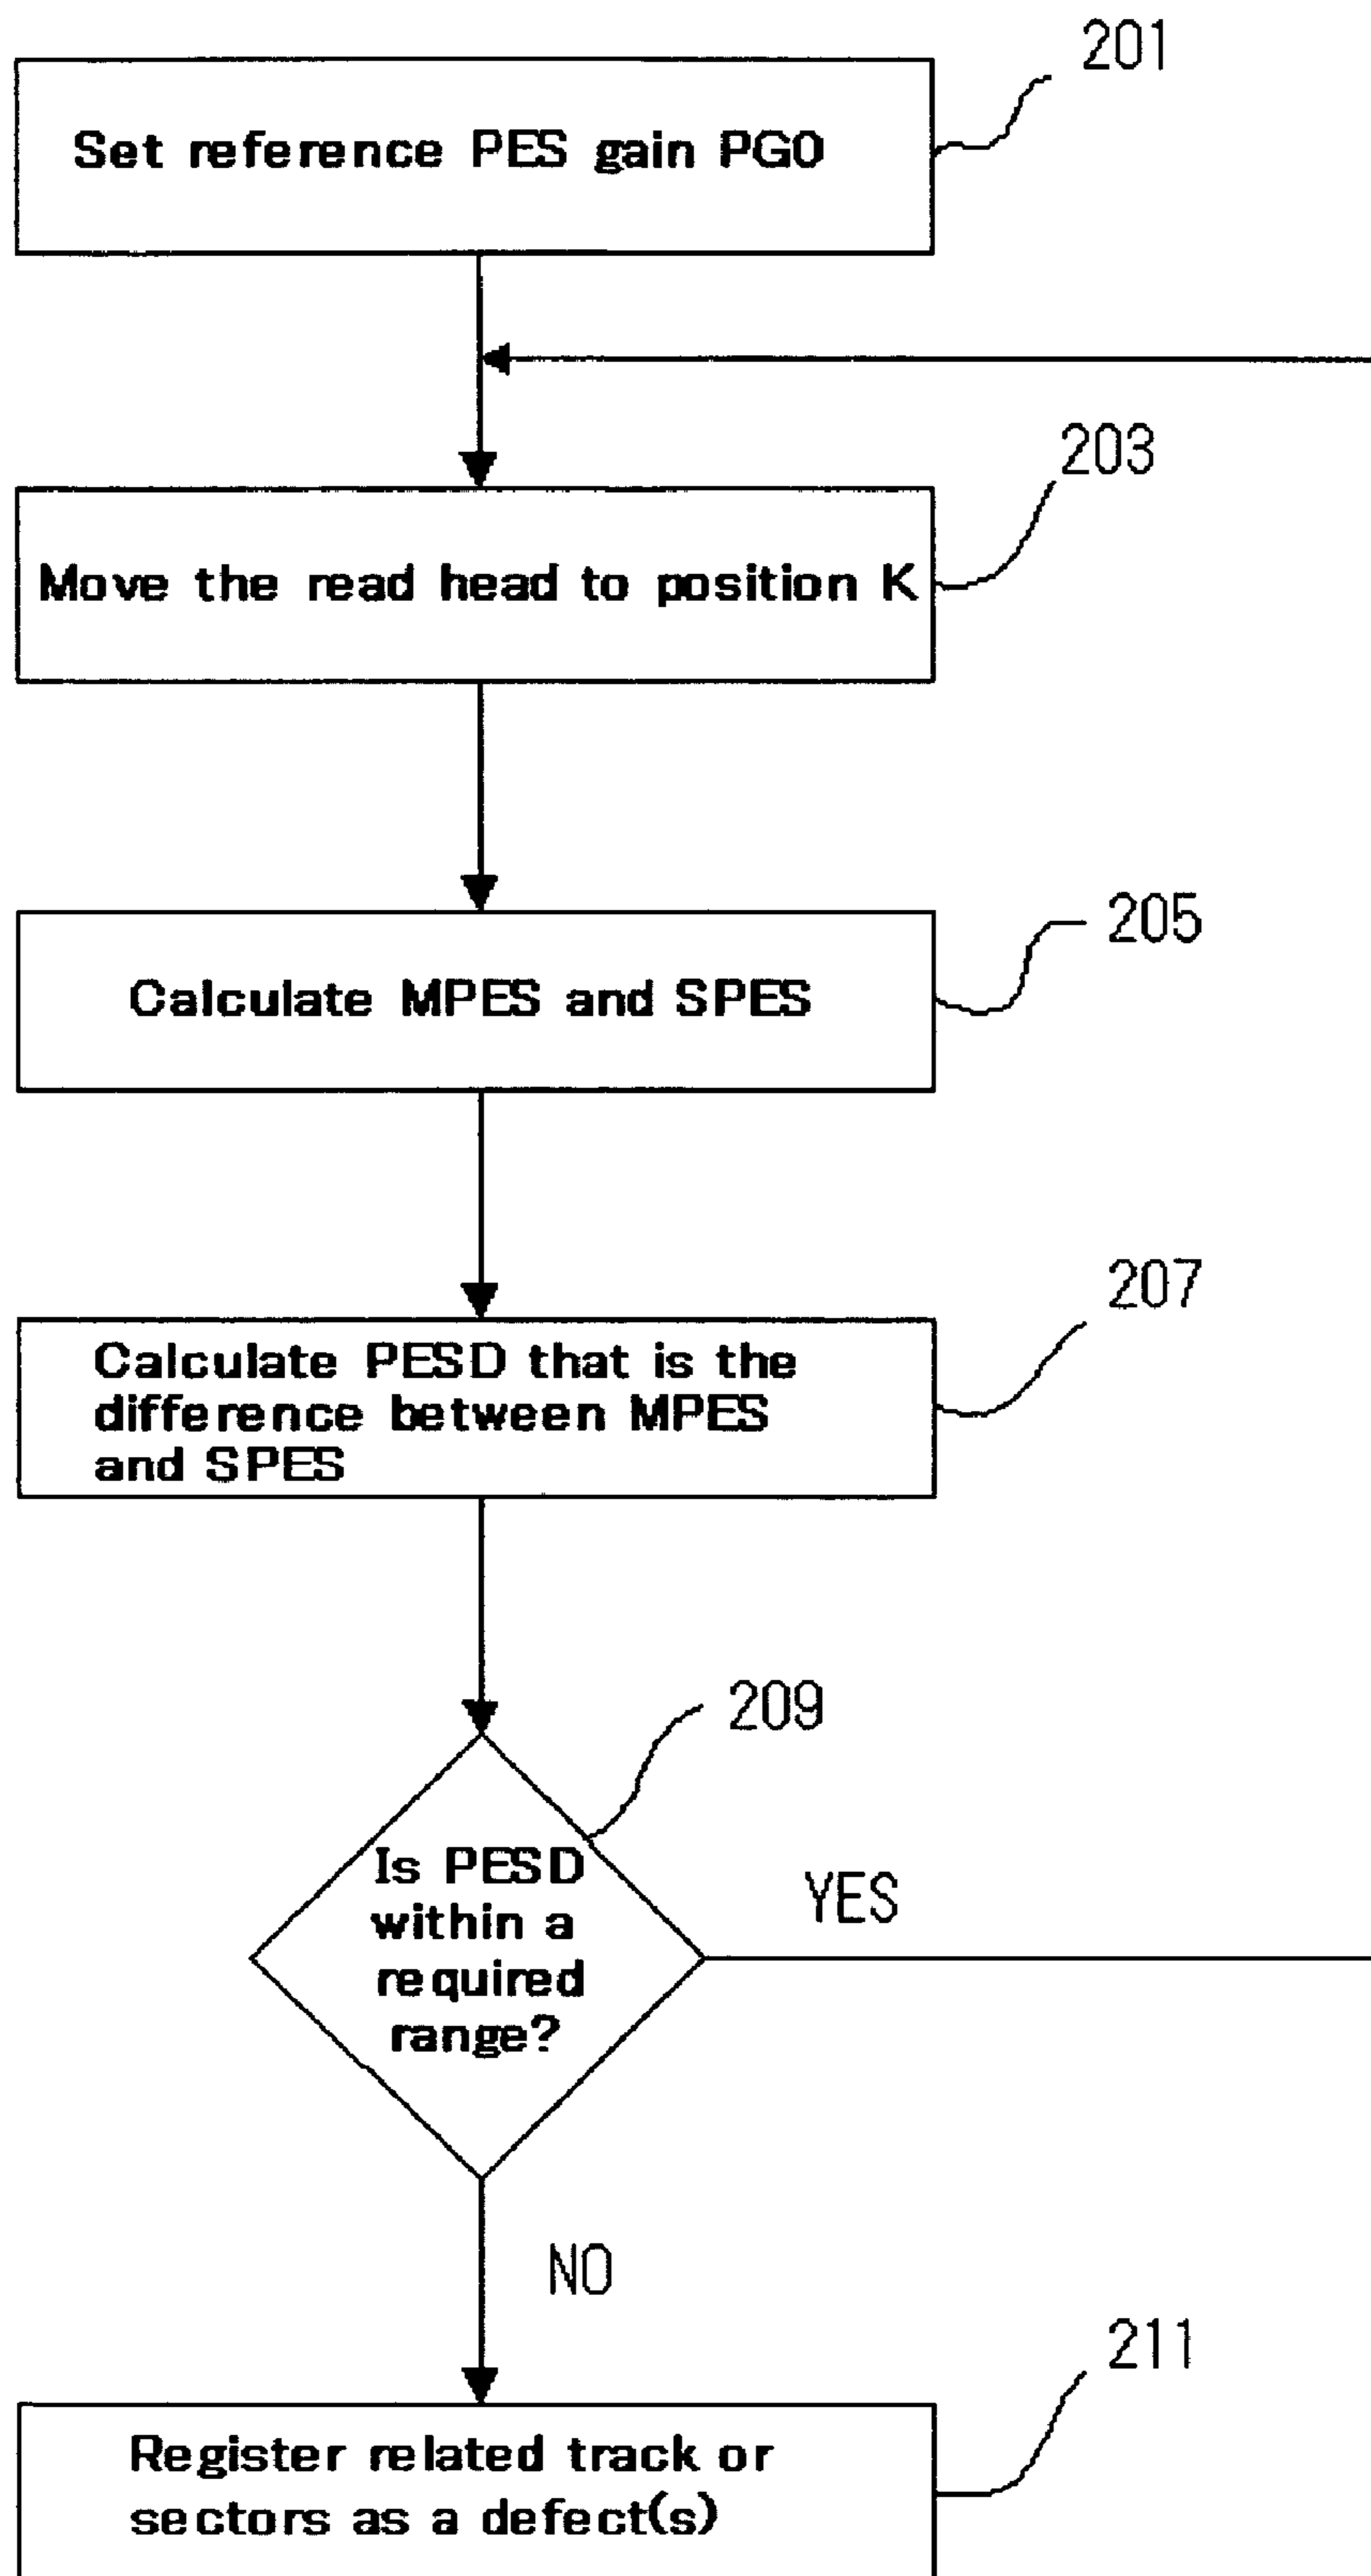 201
Set reference PES gain PG0
203
Move the read head to position K
205
Calculate MPES and SPES
207
Calculate PESD that is the
difference between MPES
and SPES
209
Is PESD
within a
required
range?
YES
NO
211
Register related track or
sectors as a defect(s)